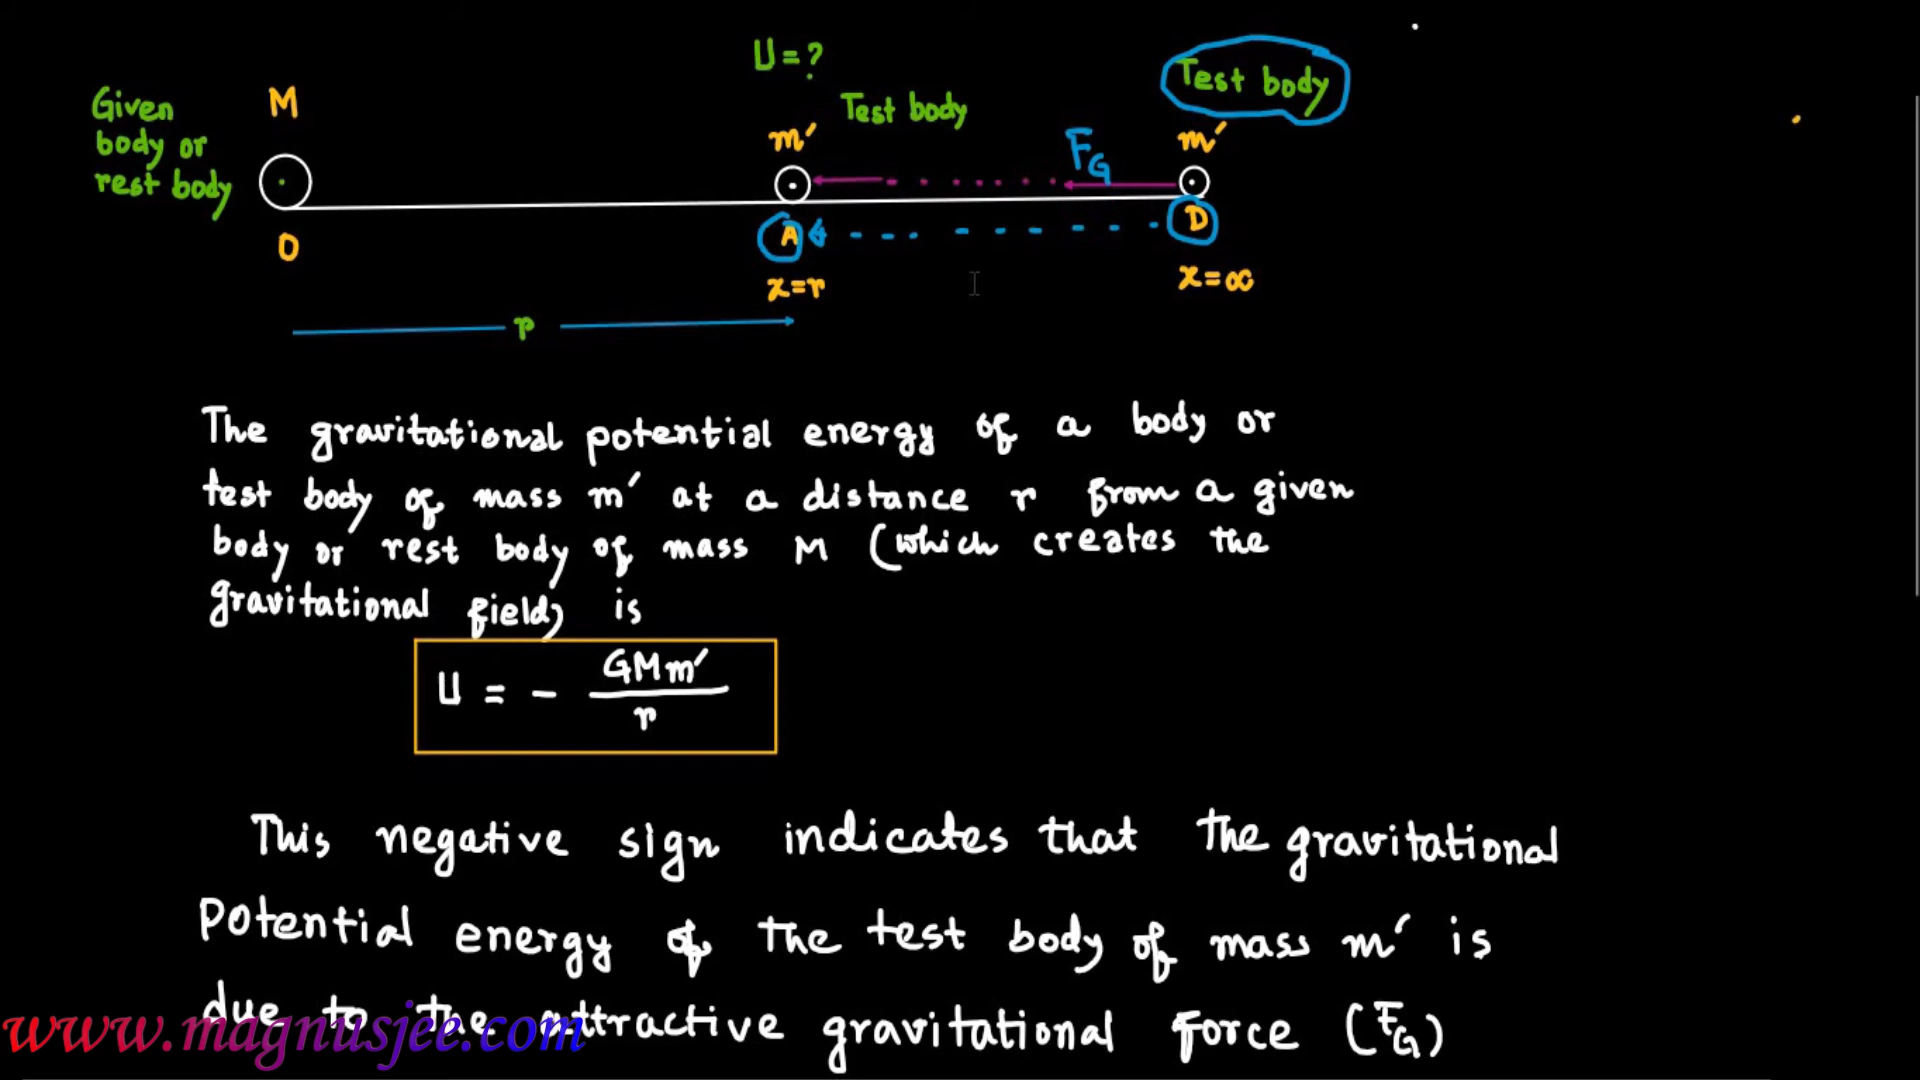 U = ?
Test body
Given
body or
rest body
M
m′
Test body
F_G
m′
O
A
D
x = r
x = ∞
r
The gravitational potential energy of a body or
test body of mass m′ at a distance r from a given
body or rest body of mass M (which creates the
gravitational field) is
U = - GMm′/r
This negative sign indicates that the gravitational
Potential energy of the test body of mass m′ is
due to the attractive gravitational force (F_G)
www.magnusjee.com